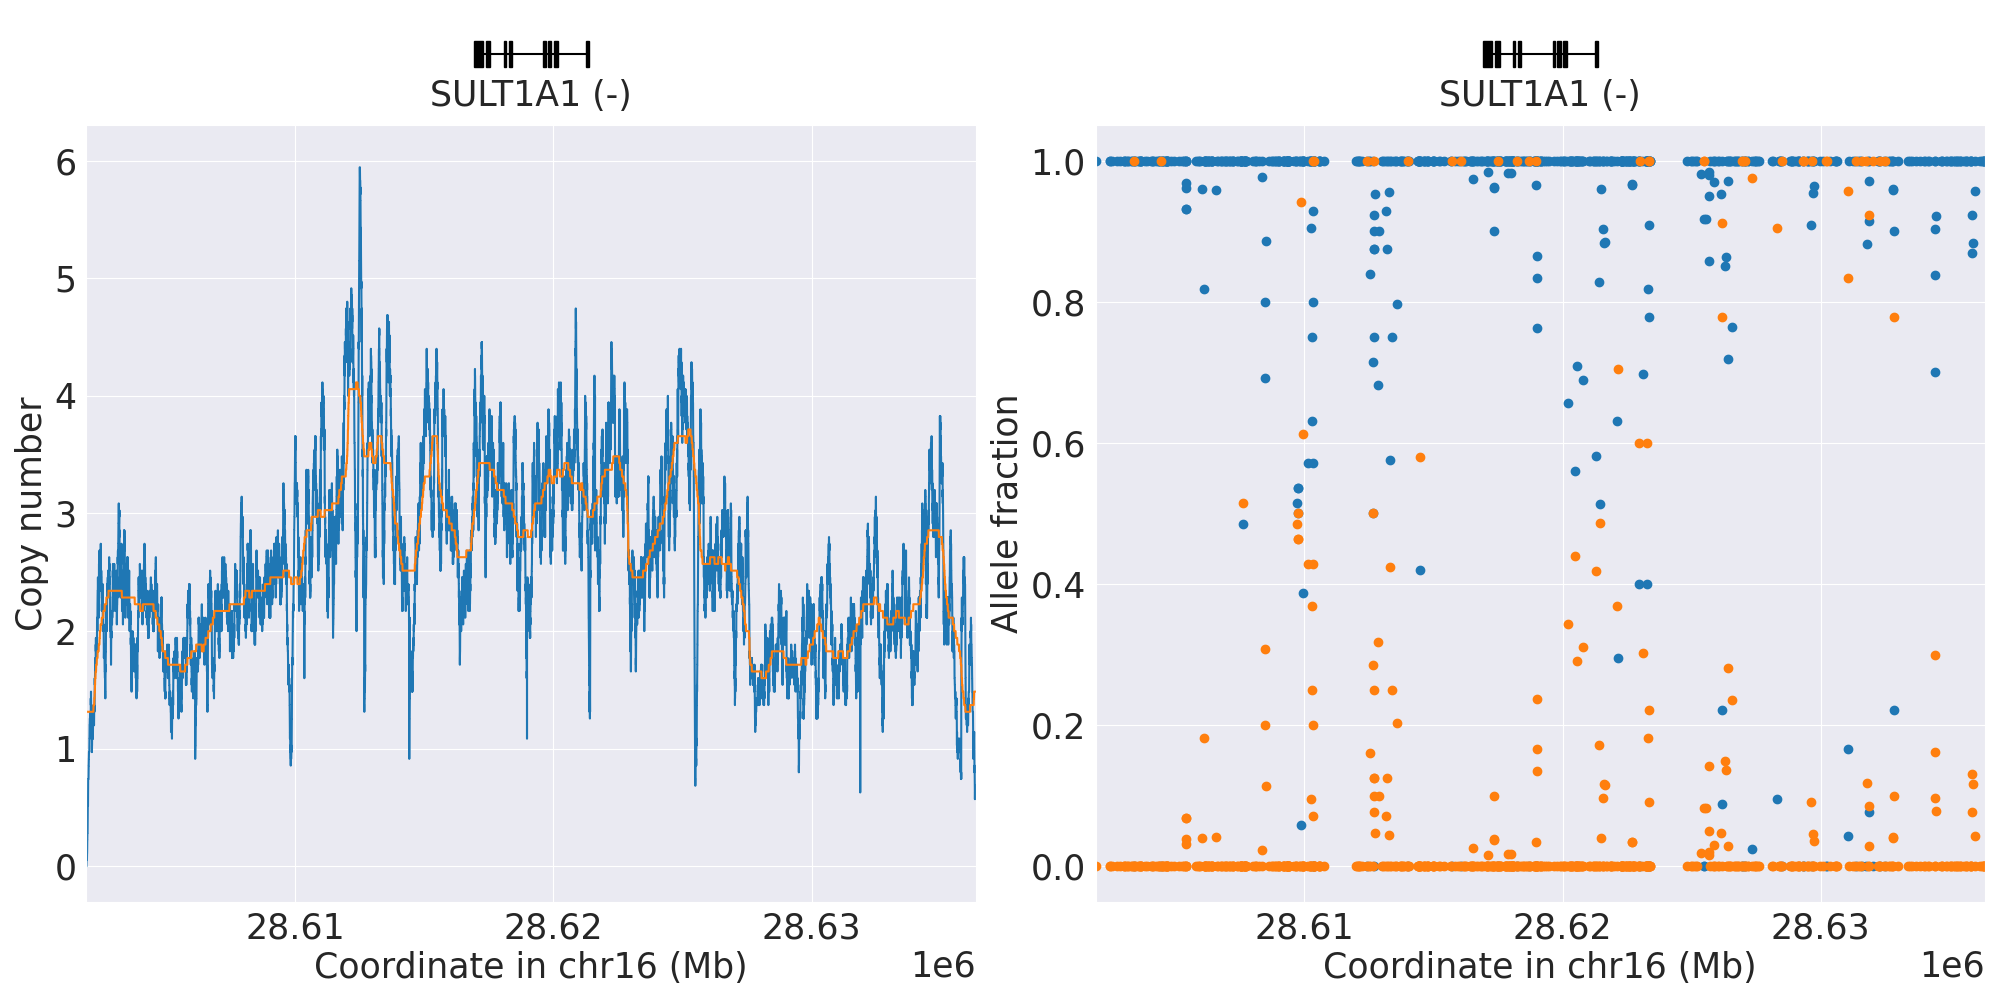 SULT1A1 (-)
6
5
4
3
2
1
0
Copy number
28.61
28.62
28.63
Coordinate in chr16 (Mb)
1e6
SULT1A1 (-)
1.0
0.8
0.6
0.4
0.2
0.0
Allele fraction
28.61
28.62
28.63
Coordinate in chr16 (Mb)
1e6